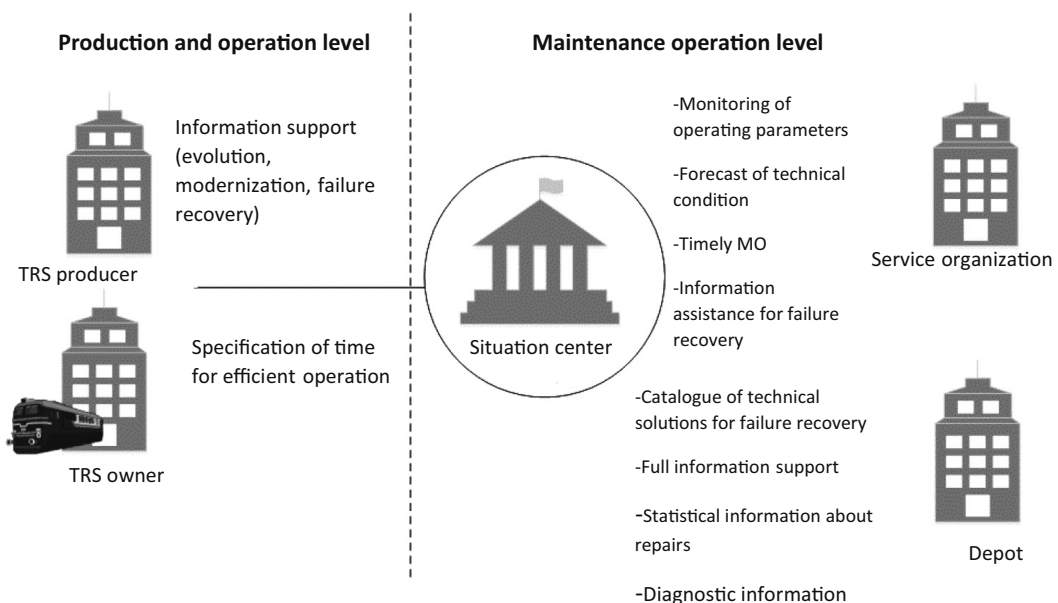 Production and operation level
Information support
(evolution,
modernization, failure
recovery)
TRS producer
Specification of time
for efficient operation
TRS owner
Maintenance operation level
Situation center
-Monitoring of
operating parameters
-Forecast of technical
condition
-Timely MO
-Information
assistance for failure
recovery
Service organization
-Catalogue of technical
solutions for failure recovery
-Full information support
-Statistical information about
repairs
-Diagnostic information
Depot